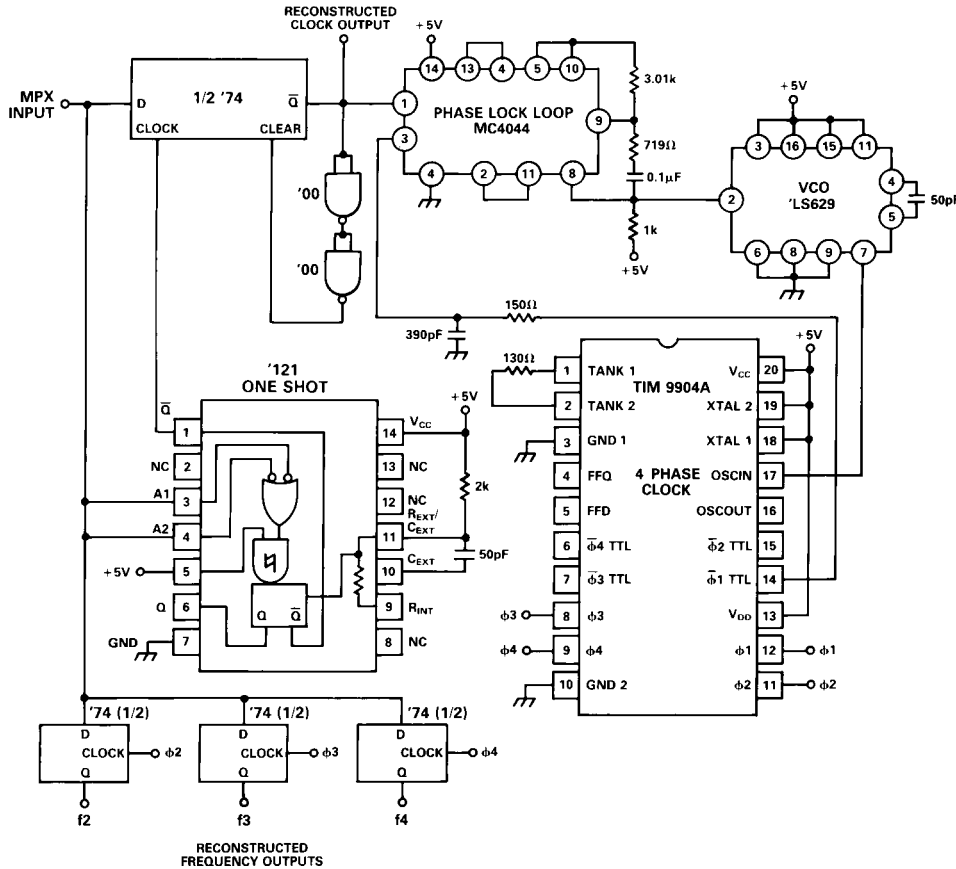 RECONSTRUCTED
CLOCK OUTPUT
MPX
INPUT
D
1/2 '74
Q̅
CLOCK
CLEAR
'00
'00
+5V
14
13
4
5
10
1
3
PHASE LOCK LOOP
MC4044
9
4
2
11
8
3.01k
719Ω
0.1μF
1k
+5V
+5V
3
16
15
11
2
VCO
'LS629
4
5
50pF
6
8
9
7
150Ω
390pF
'121
ONE SHOT
Q̅
1
NC
2
A1
3
A2
4
+5V
5
Q
6
GND
7
Q
Q̅
14
VCC
13
NC
12
NC
REXT/
CEXT
11
CEXT
10
9
RINT
8
NC
+5V
2k
50pF
130Ω
TIM 9904A
4 PHASE
CLOCK
1
TANK 1
2
TANK 2
3
GND 1
4
FFQ
5
FFD
6
ϕ̅4 TTL
7
ϕ̅3 TTL
ϕ3
8
ϕ3
ϕ4
9
ϕ4
10
GND 2
+5V
VCC
20
XTAL 2
19
XTAL 1
18
OSCIN
17
OSCOUT
16
ϕ̅2 TTL
15
ϕ̅1 TTL
14
VDD
13
ϕ1
12
ϕ1
ϕ2
11
ϕ2
'74 (1/2)
D
CLOCK
ϕ2
Q
f2
'74 (1/2)
D
CLOCK
ϕ3
Q
f3
'74 (1/2)
D
CLOCK
ϕ4
Q
f4
RECONSTRUCTED
FREQUENCY OUTPUTS